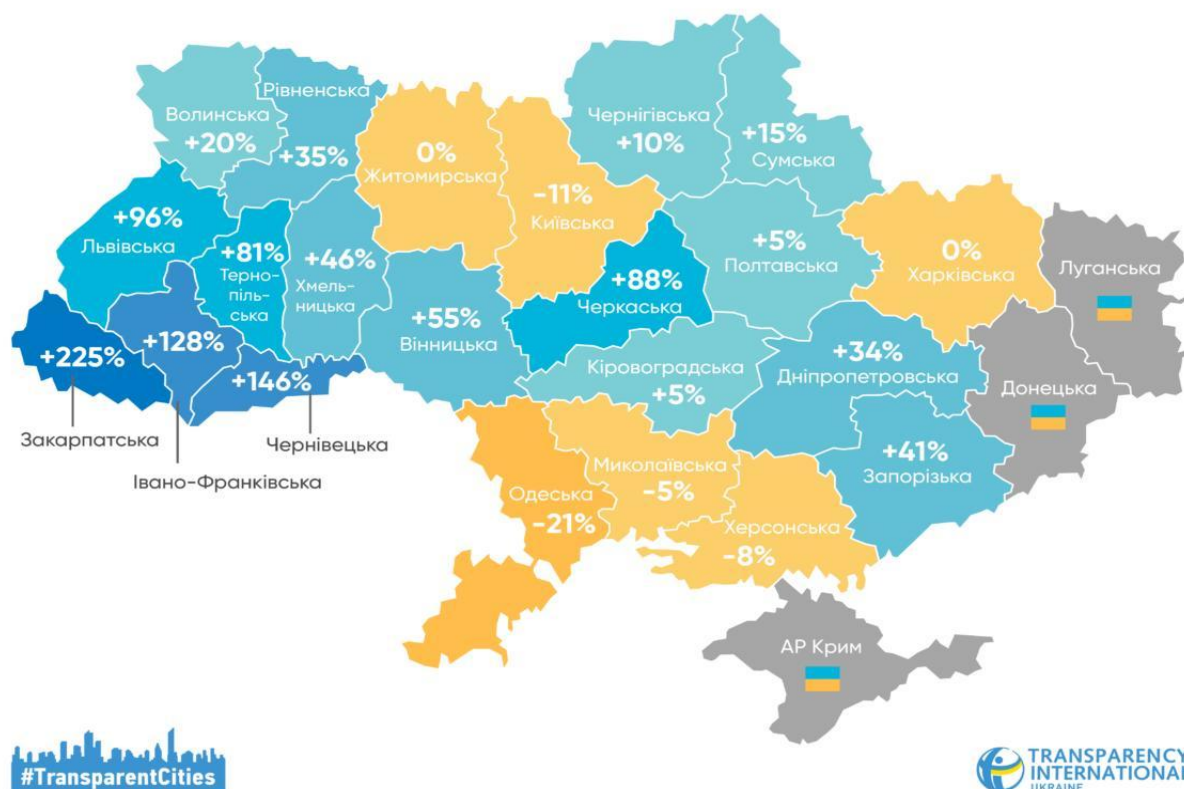 Волинська
+20%
Рівненська
+35%
0%
Житомирська
-11%
Київська
Чернігівська
+10%
+15%
Сумська
+96%
Львівська
+81%
Терно-
піль-
ська
+46%
Хмель-
ницька
+55%
Вінницька
+88%
Черкаська
+5%
Полтавська
0%
Харківська
Луганська
+225%
Закарпатська
+128%
Івано-Франківська
+146%
Чернівецька
Кіровоградська
+5%
+34%
Дніпропетровська
Донецька
+41%
Запорізька
Одеська
-21%
Миколаївська
-5%
Херсонська
-8%
АР Крим
#TransparentCities
TRANSPARENCY
INTERNATIONAL
UKRAINE